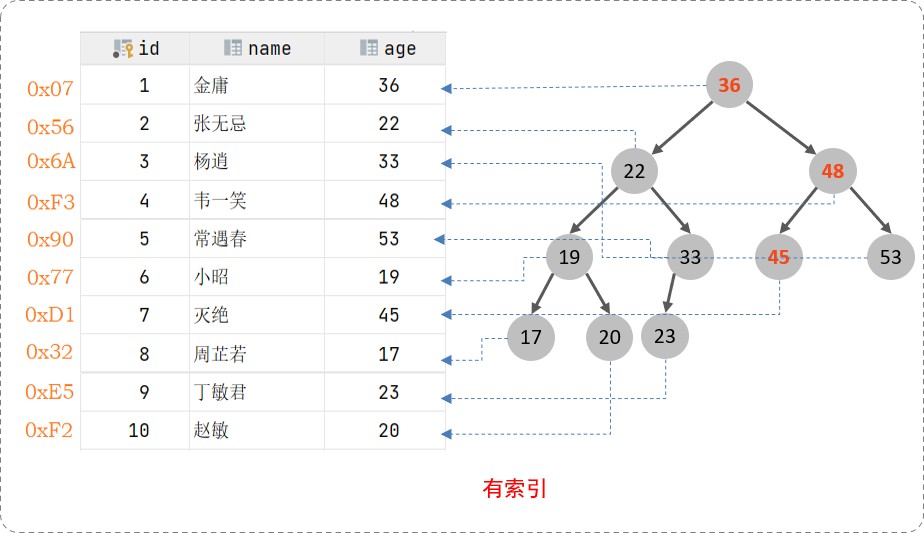 id name age
0x07 1 金庸 36
0x56 2 张无忌 22
0x6A 3 杨逍 33
0xF3 4 韦一笑 48
0x90 5 常遇春 53
0x77 6 小昭 19
0xD1 7 灭绝 45
0x32 8 周芷若 17
0xE5 9 丁敏君 23
0xF2 10 赵敏 20
36
22 48
19 33 45 53
17 20 23
有索引